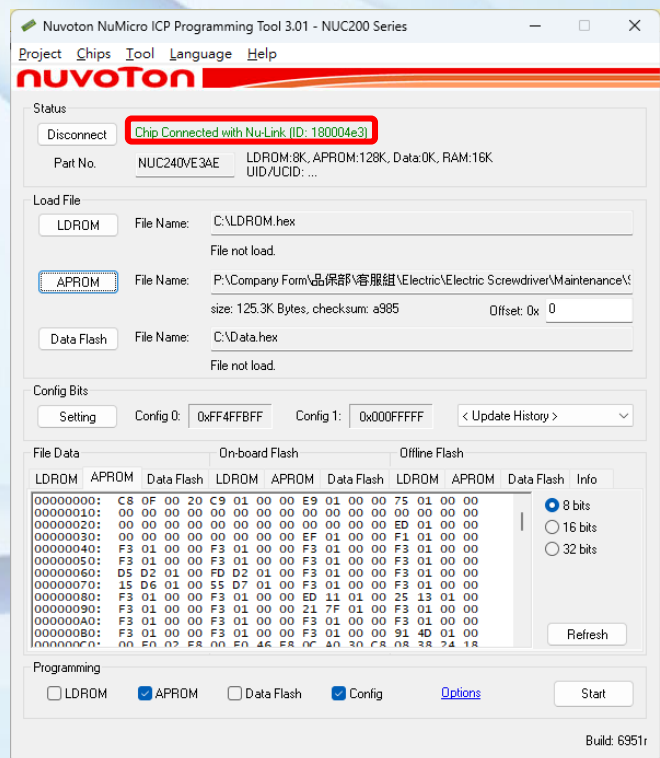 Nuvoton NuMicro ICP Programming Tool 3.01 - NUC200 Series
Project Chips Tool Language Help
nuvoTon
Status
Disconnect Chip Connected with Nu-Link (ID: 180004e3)
Part No. NUC240VE3AE LDROM:8K, APROM:128K, Data:0K, RAM:16K
UID/UCID: ...
Load File
LDROM File Name: C:\LDROM.hex
File not load.
APROM File Name: P:\Company Form\品保部\客服組\Electric\Electric Screwdriver\Maintenance\
size: 125.3K Bytes, checksum: a985 Offset: 0x 0
Data Flash File Name: C:\Data.hex
File not load.
Config Bits
Setting Config 0: 0xFF4FFBFF Config 1: 0x000FFFFF < Update History >
File Data On-board Flash Offline Flash
LDROM APROM Data Flash LDROM APROM Data Flash LDROM APROM Data Flash Info
00000000: C8 0F 00 20 C9 01 00 00 E9 01 00 00 75 01 00 00
00000010: 00 00 00 00 00 00 00 00 00 00 00 00 00 00 00 00
00000020: 00 00 00 00 00 00 00 00 00 00 00 00 ED 01 00 00
00000030: 00 00 00 00 00 00 00 00 EF 01 00 00 F1 01 00 00
00000040: F3 01 00 00 F3 01 00 00 F3 01 00 00 F3 01 00 00
00000050: F3 01 00 00 F3 01 00 00 F3 01 00 00 F3 01 00 00
00000060: D5 D2 01 00 FD D2 01 00 F3 01 00 00 F3 01 00 00
00000070: 15 D6 01 00 55 D7 01 00 F3 01 00 00 F3 01 00 00
00000080: F3 01 00 00 F3 01 00 00 ED 11 01 00 25 13 01 00
00000090: F3 01 00 00 F3 01 00 00 21 7F 01 00 F3 01 00 00
000000A0: F3 01 00 00 F3 01 00 00 F3 01 00 00 F3 01 00 00
000000B0: F3 01 00 00 F3 01 00 00 F3 01 00 00 91 4D 01 00
000000C0: 00 F0 02 F8 00 F0 46 F8 0C A0 30 C8 08 38 24 18
8 bits
16 bits
32 bits
Refresh
Programming
LDROM APROM Data Flash Config Options Start
Build: 6951r